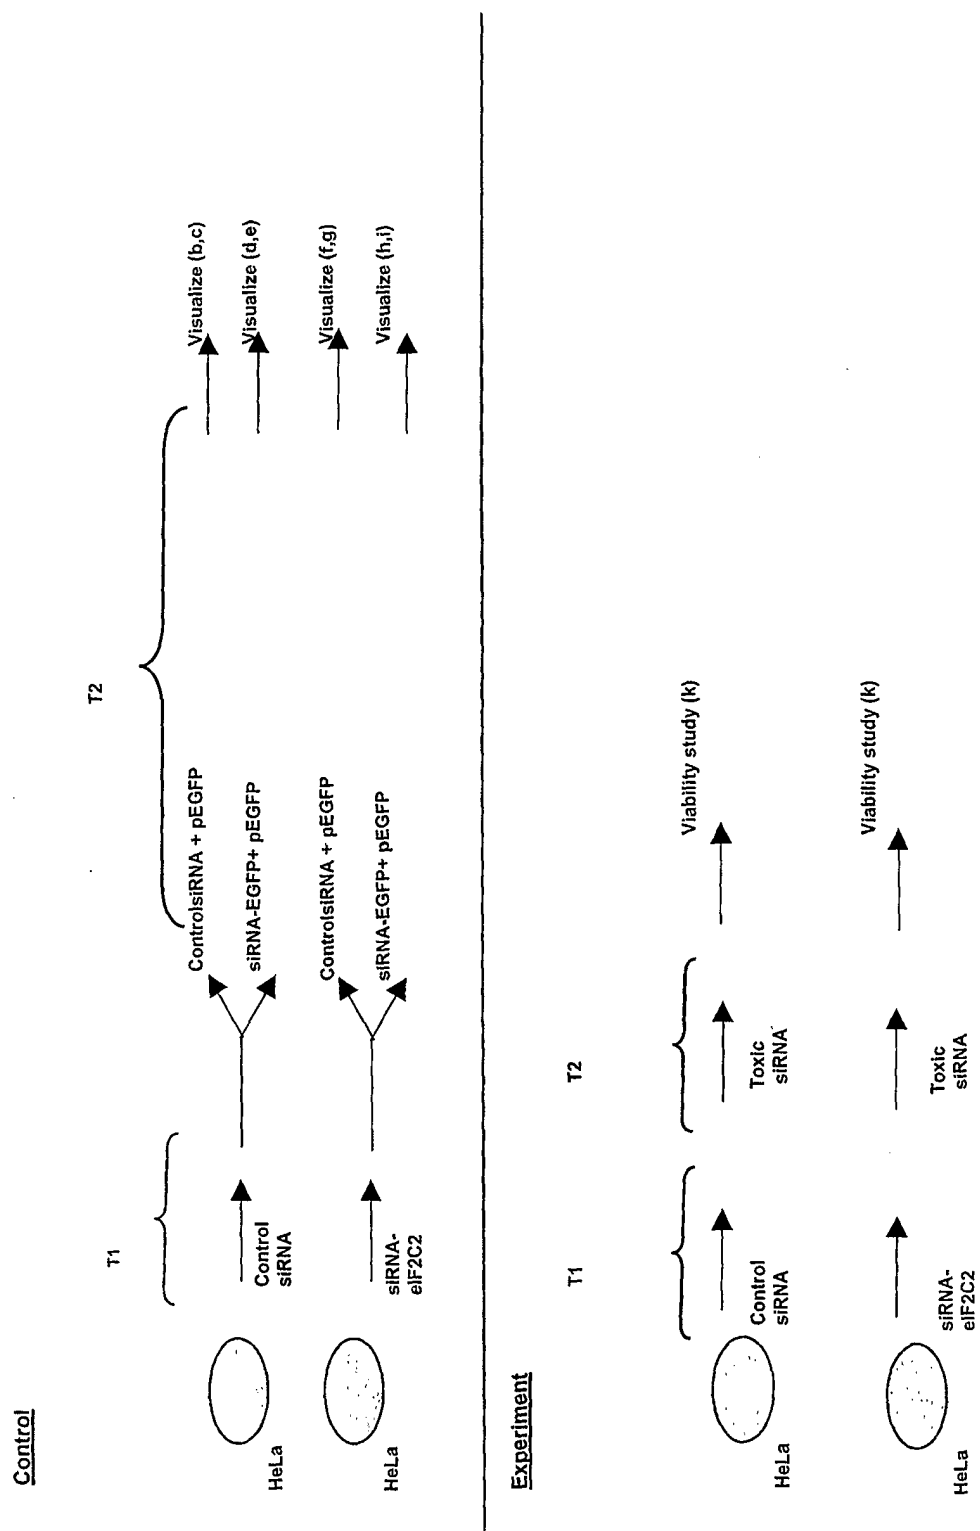 Control
T1
T2
HeLa
Control
siRNA
ControlsiRNA + pEGFP
Visualize (b,c)
siRNA-EGFP+ pEGFP
Visualize (d,e)
HeLa
siRNA-
eIF2C2
ControlsiRNA + pEGFP
Visualize (f,g)
siRNA-EGFP+ pEGFP
Visualize (h,i)
Experiment
T1
T2
HeLa
Control
siRNA
Toxic
siRNA
Viability study (k)
HeLa
siRNA-
eIF2C2
Toxic
siRNA
Viability study (k)